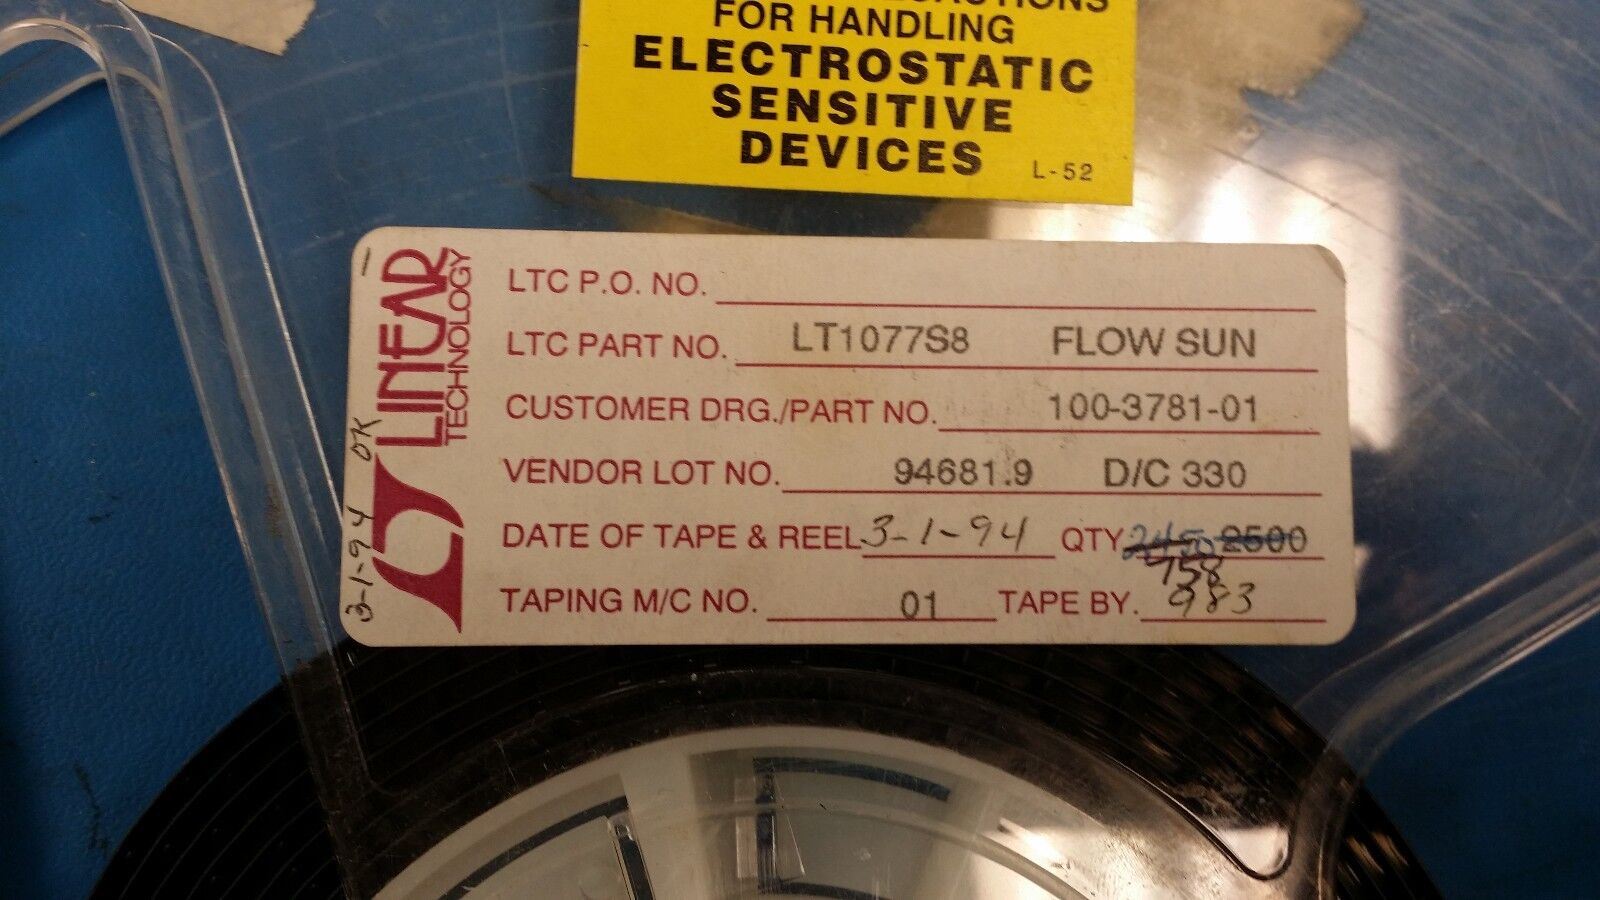 FOR HANDLING
ELECTROSTATIC
SENSITIVE
DEVICES
L-52
LINEAR
TECHNOLOGY
3-1-94 OK
LTC P.O. NO.
LTC PART NO. LT1077S8 FLOW SUN
CUSTOMER DRG./PART NO. 100-3781-01
VENDOR LOT NO. 94681.9 D/C 330
DATE OF TAPE & REEL 3-1-94 QTY 2450 2500
758
TAPING M/C NO. 01 TAPE BY. 983